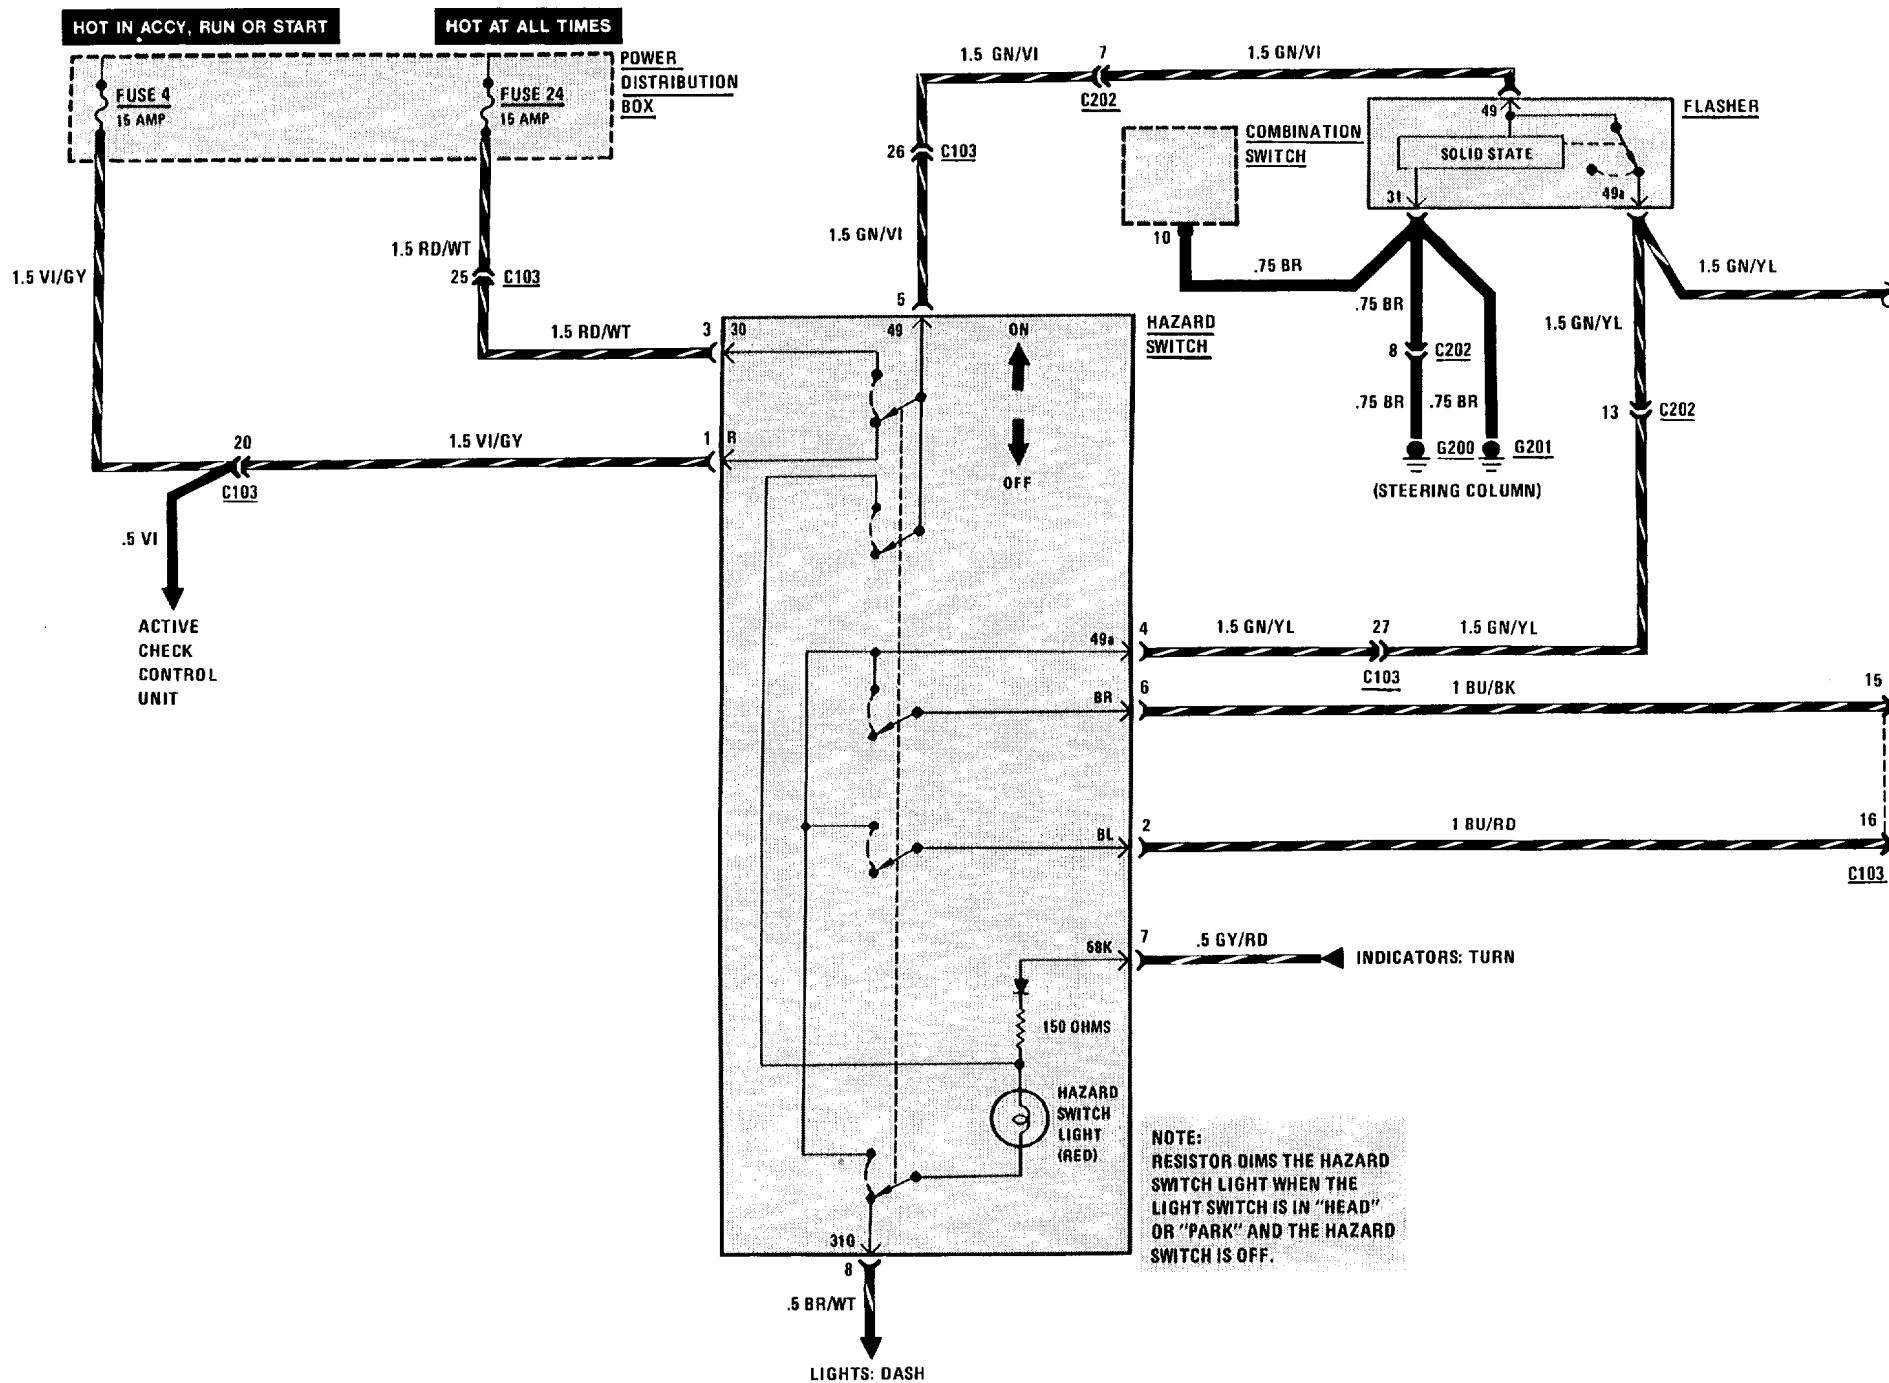 HOT IN ACCY, RUN OR START
HOT AT ALL TIMES
POWER
DISTRIBUTION
BOX
FUSE 4
15 AMP
FUSE 24
15 AMP
1.5 GN/VI
7
1.5 GN/VI
C202
FLASHER
49
SOLID STATE
31
49a
COMBINATION
SWITCH
10
26
C103
1.5 GN/VI
1.5 RD/WT
25
C103
1.5 VI/GY
.75 BR
1.5 GN/YL
.75 BR
1.5 GN/YL
8
C202
.75 BR
.75 BR
13
C202
G200
G201
(STEERING COLUMN)
5
1.5 RD/WT
3
30
49
ON
OFF
HAZARD
SWITCH
20
1.5 VI/GY
1
R
C103
.5 VI
ACTIVE
CHECK
CONTROL
UNIT
49a
4
1.5 GN/YL
27
1.5 GN/YL
C103
BR
6
1 BU/BK
15
BL
2
1 BU/RD
16
C103
58K
7
.5 GY/RD
INDICATORS: TURN
150 OHMS
HAZARD
SWITCH
LIGHT
(RED)
NOTE:
RESISTOR DIMS THE HAZARD
SWITCH LIGHT WHEN THE
LIGHT SWITCH IS IN "HEAD"
OR "PARK" AND THE HAZARD
SWITCH IS OFF.
31G
8
.5 BR/WT
LIGHTS: DASH